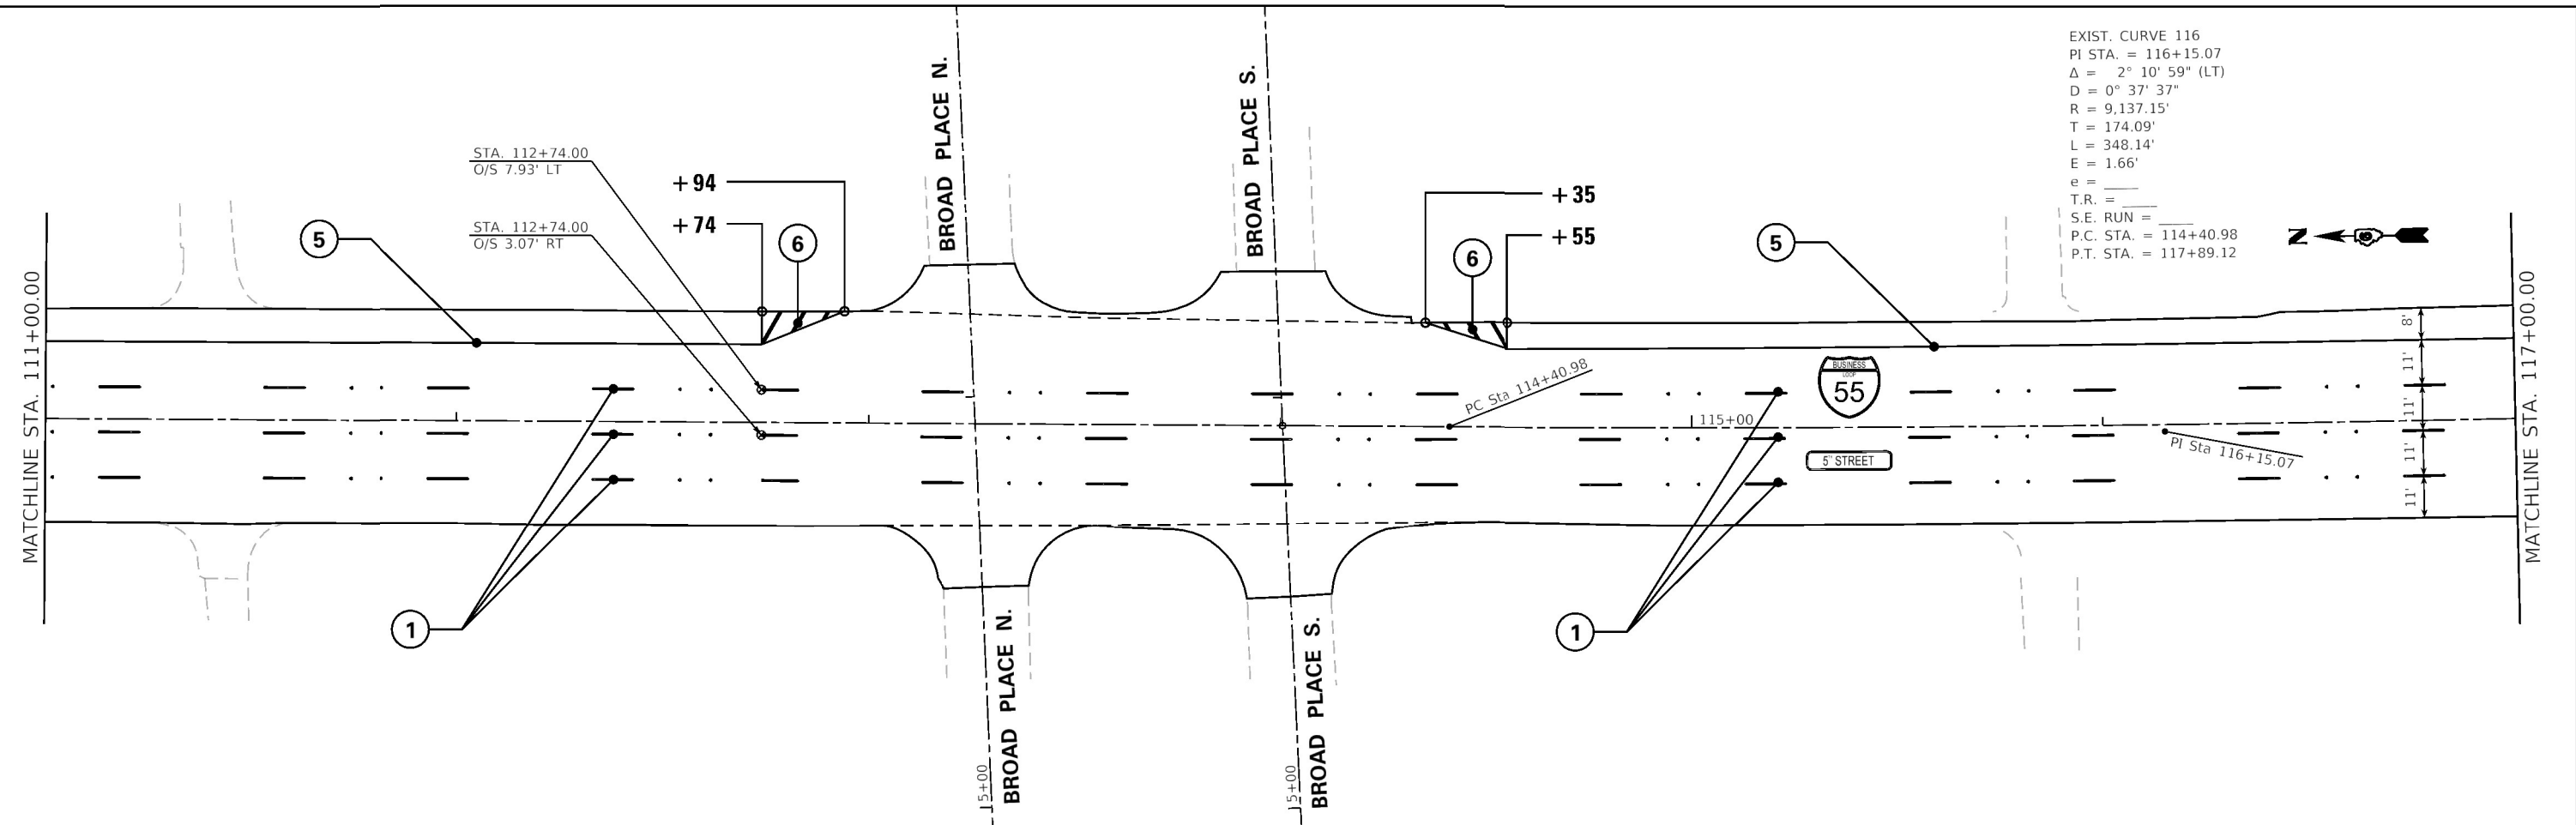 EXIST. CURVE 116
PI STA. = 116+15.07
Δ = 2° 10' 59" (LT)
D = 0° 37' 37"
R = 9,137.15'
T = 174.09'
L = 348.14'
E = 1.66'
e = ____
T.R. = ____
S.E. RUN = ____
P.C. STA. = 114+40.98
P.T. STA. = 117+89.12
N
BROAD PLACE N.
BROAD PLACE S.
STA. 112+74.00
O/S 7.93' LT
+94
+74
STA. 112+74.00
O/S 3.07' RT
5
6
+35
+55
6
5
MATCHLINE STA. 111+00.00
MATCHLINE STA. 117+00.00
8'
11'
11'
11'
11'
PC Sta 114+40.98
115+00
BUSINESS
LOOP
55
5TH STREET
PI Sta 116+15.07
1
1
BROAD PLACE N.
BROAD PLACE S.
15+00
15+00